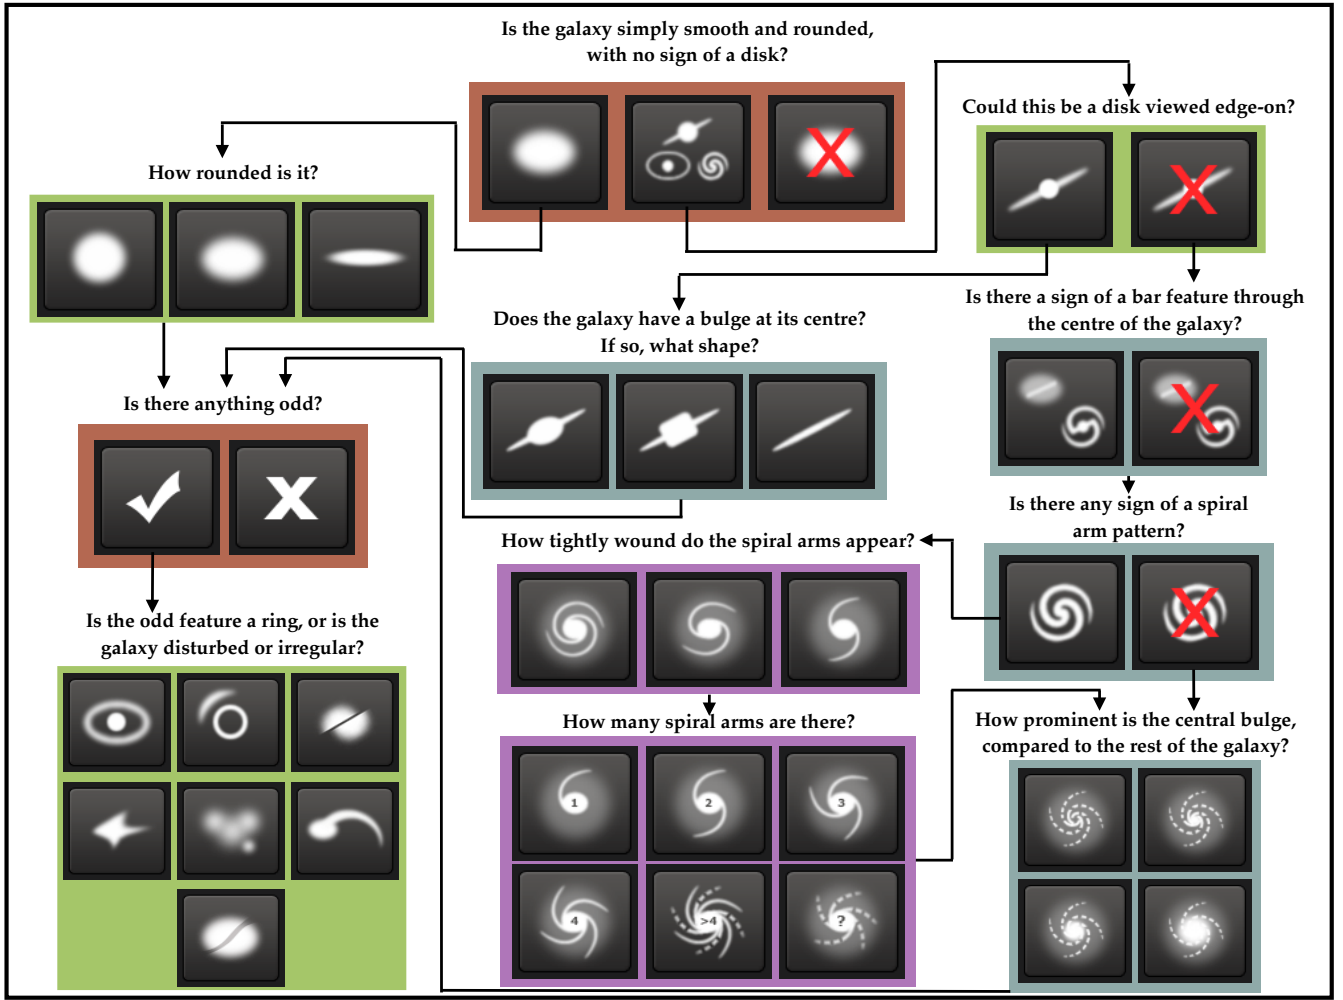 Is the galaxy simply smooth and rounded,
with no sign of a disk?
Could this be a disk viewed edge-on?
How rounded is it?
Is there a sign of a bar feature through
the centre of the galaxy?
Does the galaxy have a bulge at its centre?
If so, what shape?
Is there anything odd?
Is there any sign of a spiral
arm pattern?
How tightly wound do the spiral arms appear?
Is the odd feature a ring, or is the
galaxy disturbed or irregular?
How many spiral arms are there?
1
2
3
4
>4
?
How prominent is the central bulge,
compared to the rest of the galaxy?